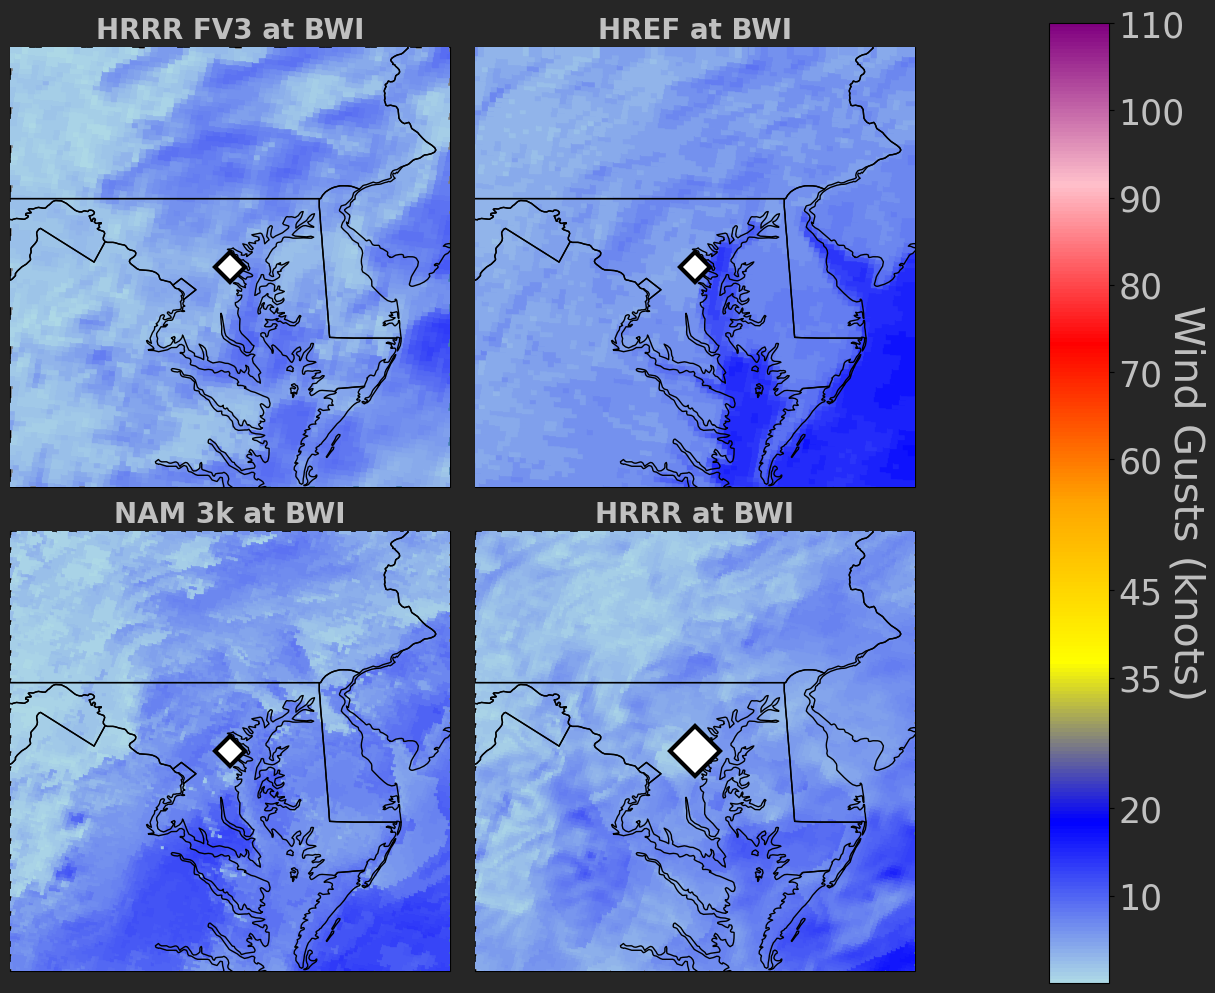 HRRR FV3 at BWI
HREF at BWI
NAM 3k at BWI
HRRR at BWI
110
100
90
80
70
60
45
35
20
10
Wind Gusts (knots)